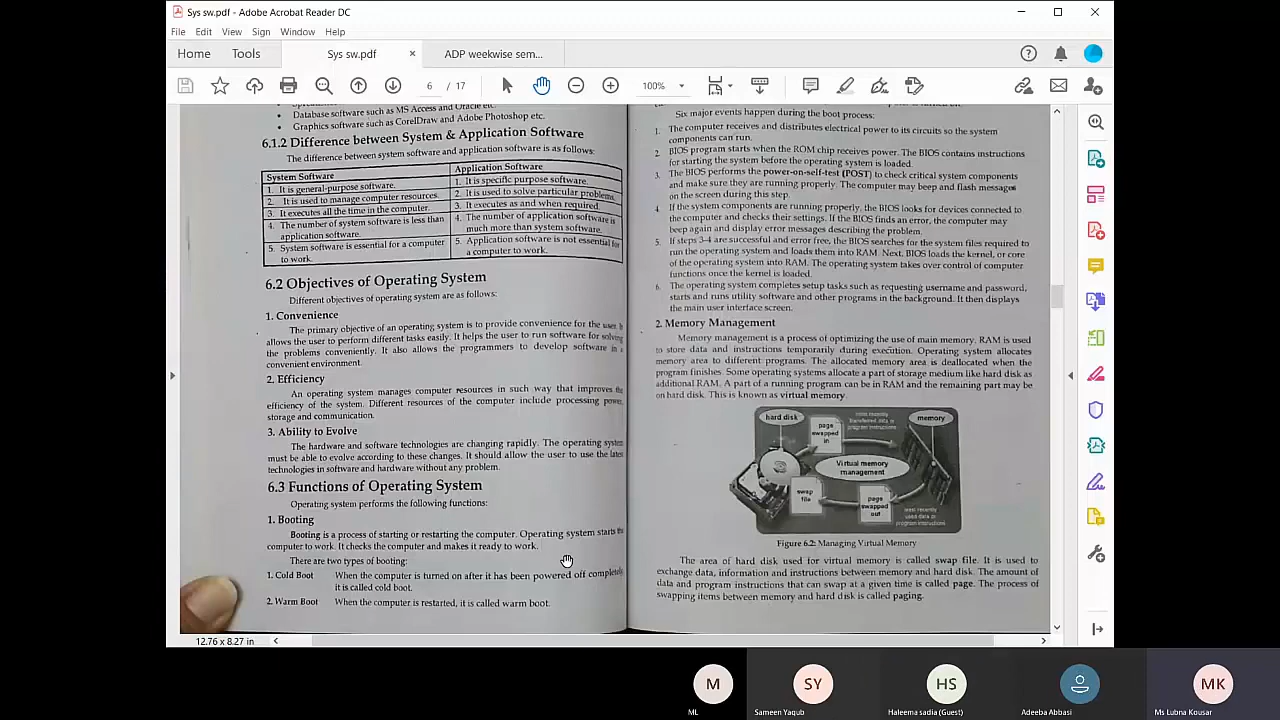 Sys sw.pdf - Adobe Acrobat Reader DC
File Edit View Sign Window Help
Home Tools Sys sw.pdf × ADP weekwise sem...
6 / 17 100%
Database software such as MS Access and Oracle etc.
Graphics software such as CorelDraw and Adobe Photoshop etc.
6.1.2 Difference between System & Application Software
The difference between system software and application software is as follows:
System Software Application Software
1. It is general-purpose software. 1. It is specific purpose software.
2. It is used to manage computer resources. 2. It is used to solve particular problems.
3. It executes all the time in the computer. 3. It executes as and when required.
4. The number of system software is less than application software. 4. The number of application software is much more than system software.
5. System software is essential for a computer to work. 5. Application software is not essential for a computer to work.
6.2 Objectives of Operating System
Different objectives of operating system are as follows:
1. Convenience
The primary objective of an operating system is to provide convenience for the user. It
allows the user to perform different tasks easily. It helps the user to run software for solving
the problems conveniently. It also allows the programmers to develop software in a
convenient environment.
2. Efficiency
An operating system manages computer resources in such way that improves the
efficiency of the system. Different resources of the computer include processing power,
storage and communication.
3. Ability to Evolve
The hardware and software technologies are changing rapidly. The operating system
must be able to evolve according to these changes. It should allow the user to use the latest
technologies in software and hardware without any problem.
6.3 Functions of Operating System
Operating system performs the following functions:
1. Booting
Booting is a process of starting or restarting the computer. Operating system starts the
computer to work. It checks the computer and makes it ready to work.
There are two types of booting:
1. Cold Boot When the computer is turned on after it has been powered off completely,
it is called cold boot.
2. Warm Boot When the computer is restarted, it is called warm boot.
Six major events happen during the boot process:
1. The computer receives and distributes electrical power to its circuits so the system
components can run.
2. BIOS program starts when the ROM chip receives power. The BIOS contains instructions
for starting the system before the operating system is loaded.
3. The BIOS performs the power-on-self-test (POST) to check critical system components
and make sure they are running properly. The computer may beep and flash messages
on the screen during this step.
4. If the system components are running properly, the BIOS looks for devices connected to
the computer and checks their settings. If the BIOS finds an error, the computer may
beep again and display error messages describing the problem.
5. If steps 3-4 are successful and error free, the BIOS searches for the system files required to
run the operating system and loads them into RAM. Next, BIOS loads the kernel, or core
of the operating system into RAM. The operating system takes over control of computer
functions once the kernel is loaded.
6. The operating system completes setup tasks such as requesting username and password,
starts and runs utility software and other programs in the background. It then displays
the main user interface screen.
2. Memory Management
Memory management is a process of optimizing the use of main memory. RAM is used
to store data and instructions temporarily during execution. Operating system allocates
memory area to different programs. The allocated memory area is deallocated when the
program finishes. Some operating systems allocate a part of storage medium like hard disk as
additional RAM. A part of a running program can be in RAM and the remaining part may be
on hard disk. This is known as virtual memory.
hard disk
page swapped in
memory
Virtual memory management
swap file
page swapped out
Figure 6.2: Managing Virtual Memory
The area of hard disk used for virtual memory is called swap file. It is used to
exchange data, information and instructions between memory and hard disk. The amount of
data and program instructions that can swap at a given time is called page. The process of
swapping items between memory and hard disk is called paging.
12.76 x 8.27 in
M SY HS MK
ML Sameen Yaqub Haleema sadia (Guest) Adeeba Abbasi Ms Lubna Kousar